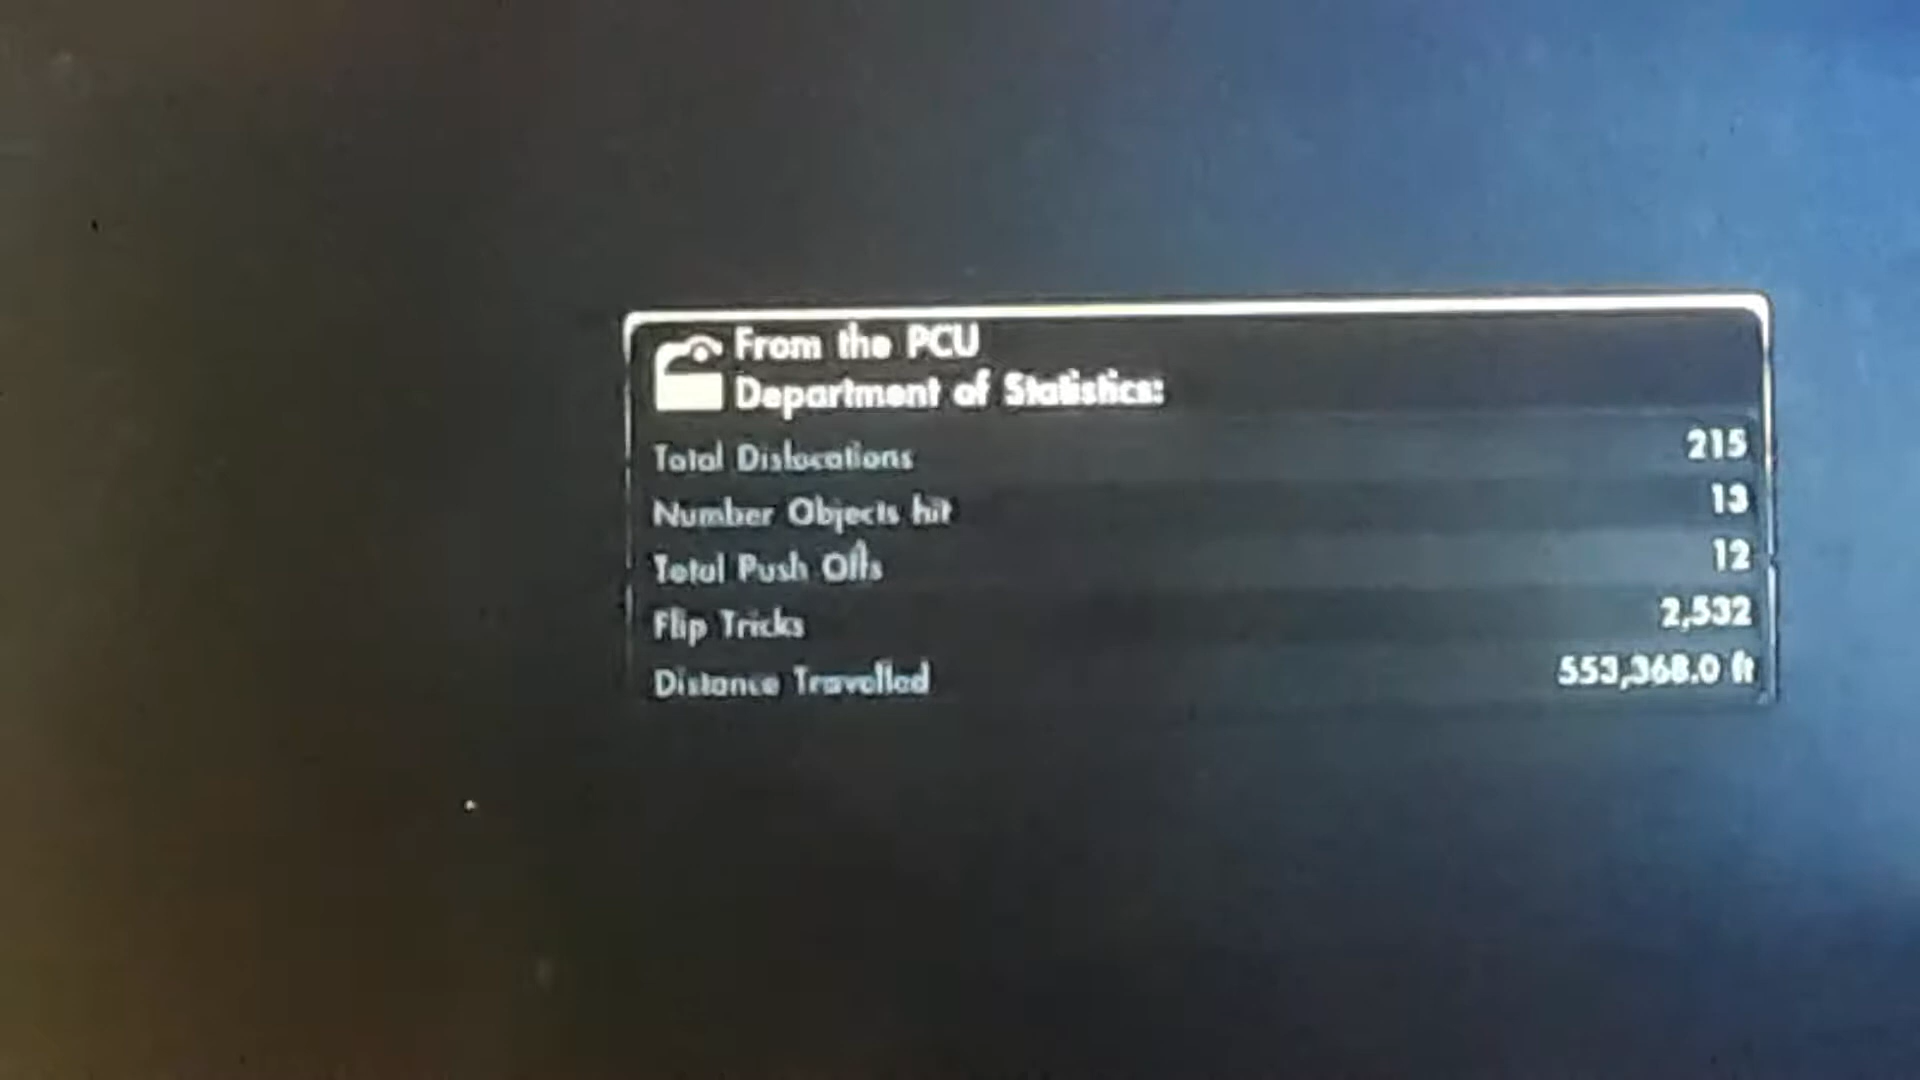 From the PCU
Department of Statistics:
Total Dislocations 215
Number Objects hit 13
Total Push Offs 12
Flip Tricks 2,532
Distance Travelled 553,368.0 ft